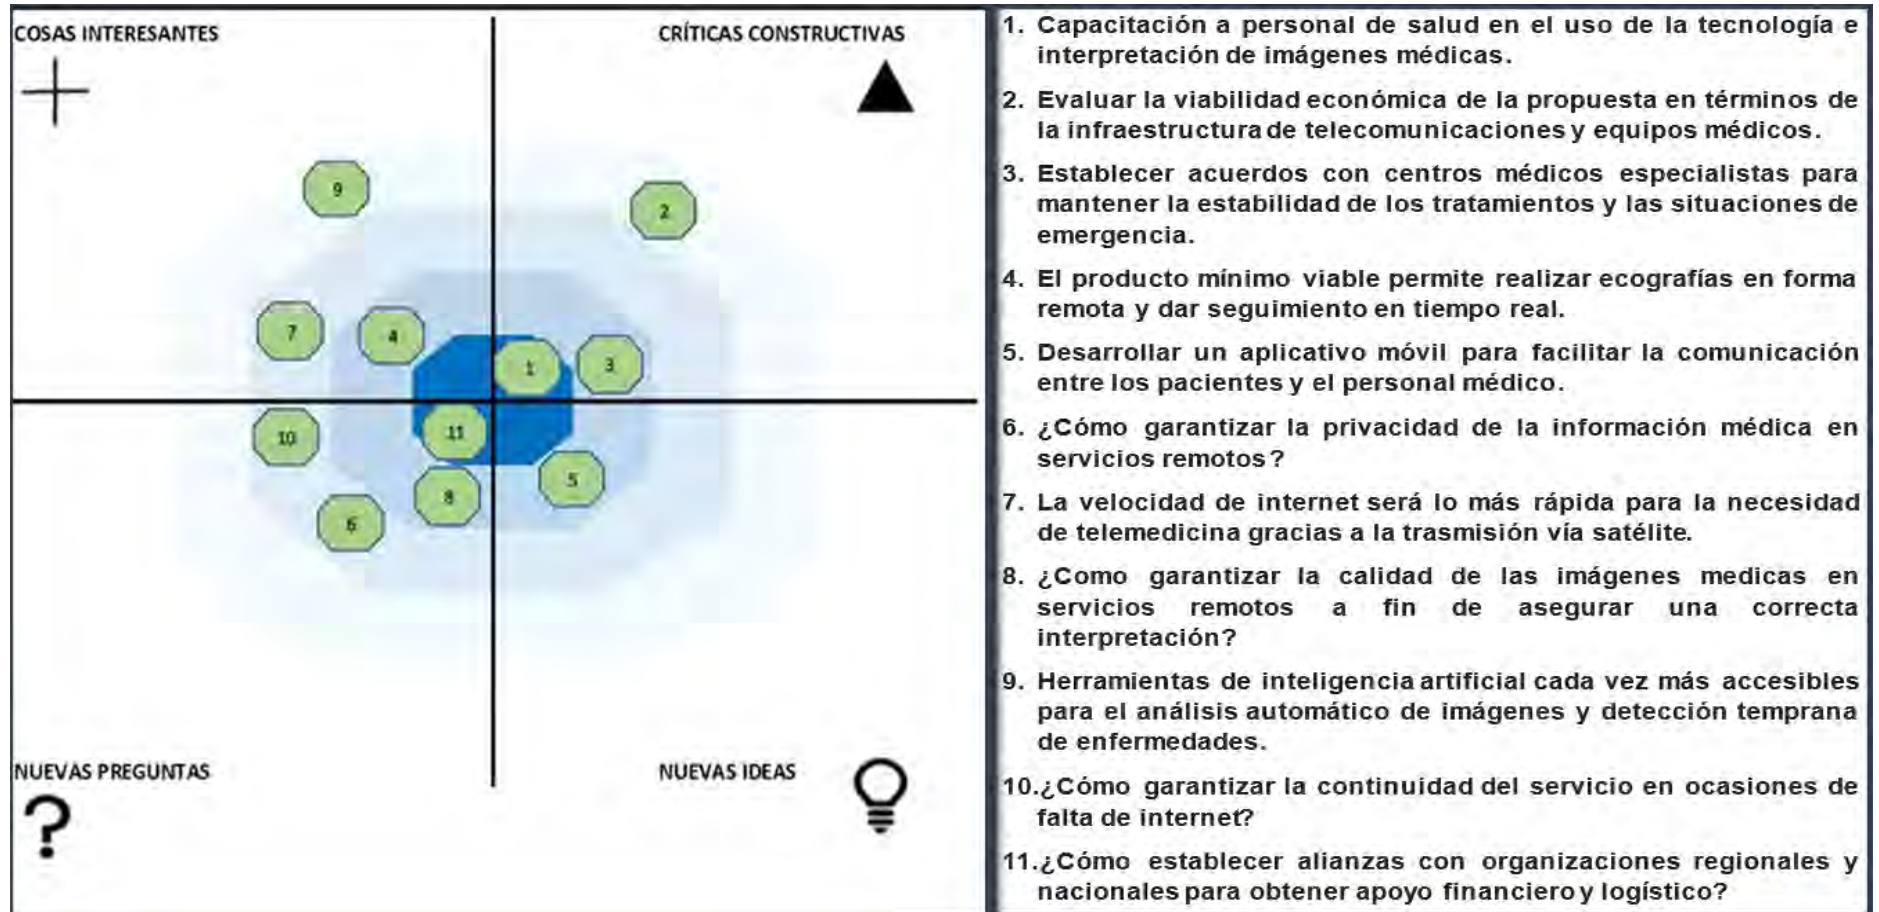 COSAS INTERESANTES
CRÍTICAS CONSTRUCTIVAS
9
2
7
4
1
3
10
11
8
5
6
NUEVAS PREGUNTAS
?
NUEVAS IDEAS
1. Capacitación a personal de salud en el uso de la tecnología e
interpretación de imágenes médicas.
2. Evaluar la viabilidad económica de la propuesta en términos de
la infraestructura de telecomunicaciones y equipos médicos.
3. Establecer acuerdos con centros médicos especialistas para
mantener la estabilidad de los tratamientos y las situaciones de
emergencia.
4. El producto mínimo viable permite realizar ecografías en forma
remota y dar seguimiento en tiempo real.
5. Desarrollar un aplicativo móvil para facilitar la comunicación
entre los pacientes y el personal médico.
6. ¿Cómo garantizar la privacidad de la información médica en
servicios remotos?
7. La velocidad de internet será lo más rápida para la necesidad
de telemedicina gracias a la trasmisión vía satélite.
8. ¿Como garantizar la calidad de las imágenes medicas en
servicios remotos a fin de asegurar una correcta
interpretación?
9. Herramientas de inteligencia artificial cada vez más accesibles
para el análisis automático de imágenes y detección temprana
de enfermedades.
10.¿Cómo garantizar la continuidad del servicio en ocasiones de
falta de internet?
11.¿Cómo establecer alianzas con organizaciones regionales y
nacionales para obtener apoyo financiero y logístico?